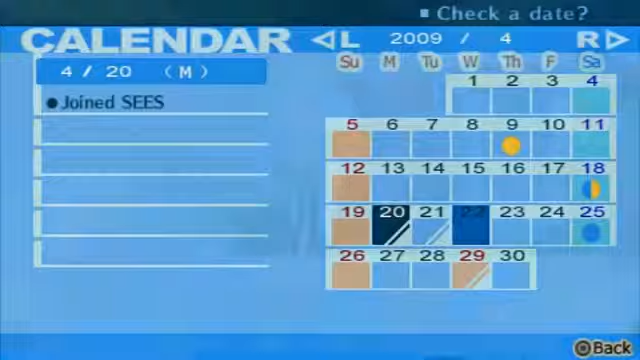 Check a date?
CALENDAR
L 2009 / 4 R
4 / 20 (M)
Joined SEES
Su M Tu W Th F Sa
1 2 3 4
5 6 7 8 9 10 11
12 13 14 15 16 17 18
19 20 21 22 23 24 25
26 27 28 29 30
Back